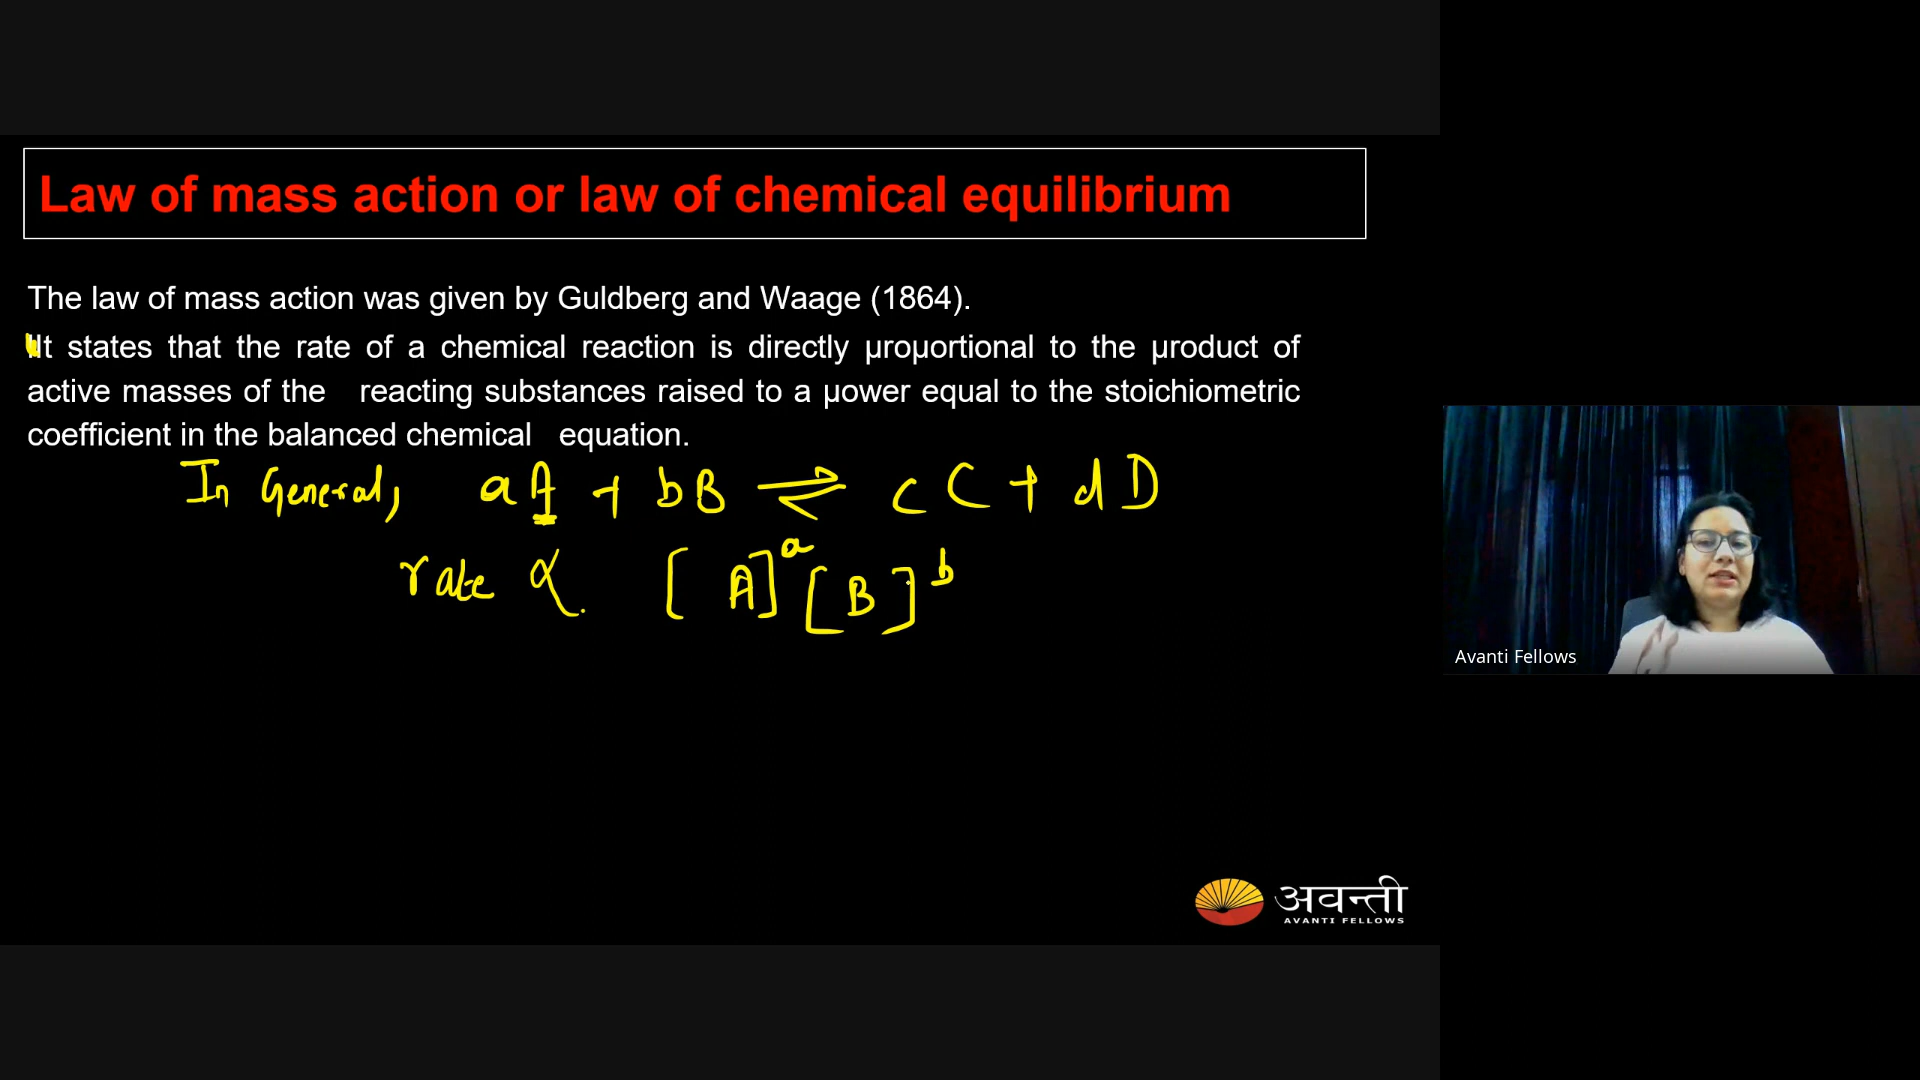 Law of mass action or law of chemical equilibrium
The law of mass action was given by Guldberg and Waage (1864).
It states that the rate of a chemical reaction is directly µroµortional to the µroduct of
active masses of the reacting substances raised to a µower equal to the stoichiometric
coefficient in the balanced chemical equation.
In General, aA + bB ⇌ cC + dD
rate ∝ [A]^a [B]^b
Avanti Fellows
अवन्ती
AVANTI FELLOWS